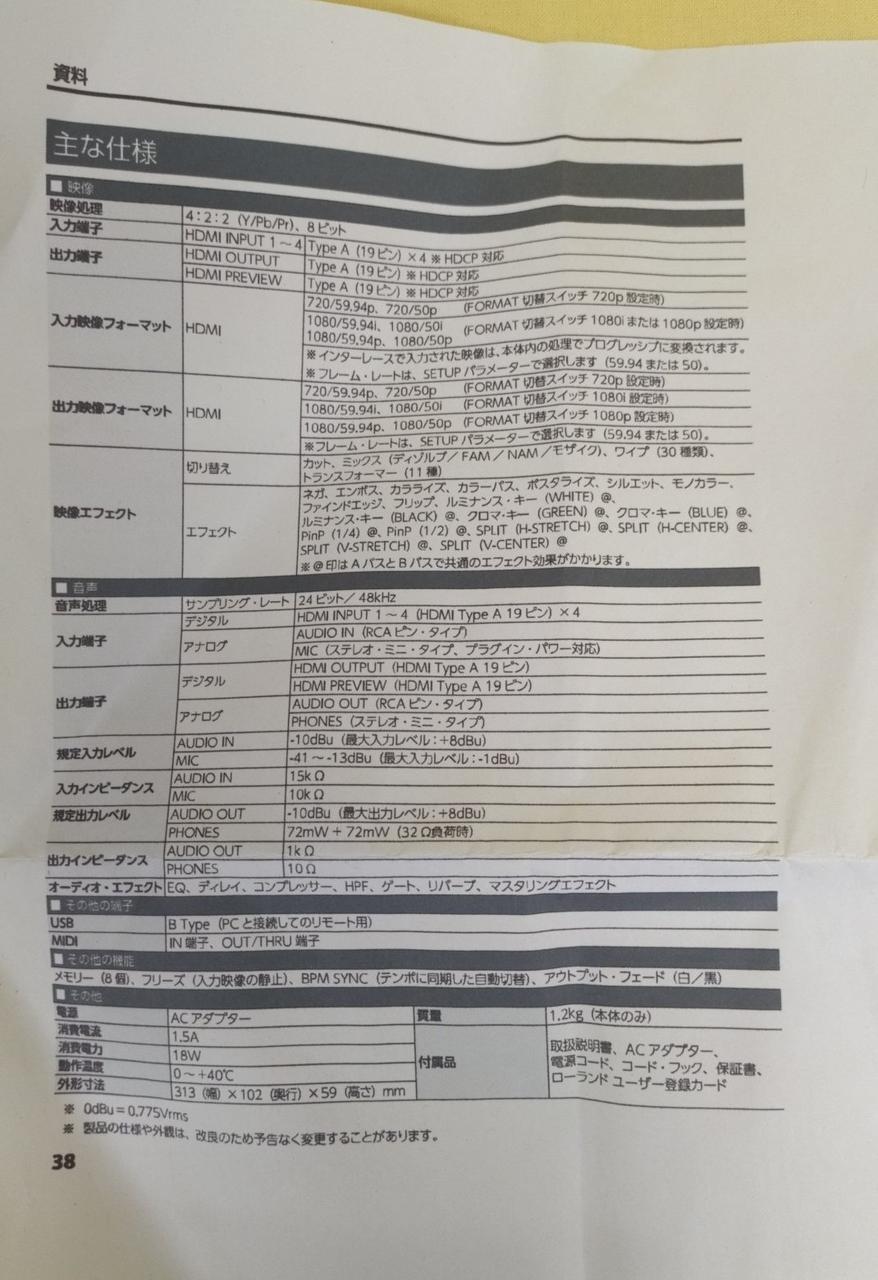 資料
主な仕様
■ 映像
映像処理 4：2：2（Y/Pb/Pr）、8 ビット
入力端子 HDMI INPUT 1 ～ 4 Type A（19 ピン）× 4 ※ HDCP 対応
出力端子 HDMI OUTPUT Type A（19 ピン）※ HDCP 対応
HDMI PREVIEW Type A（19 ピン）※ HDCP 対応
入力映像フォーマット HDMI 720/59.94p、720/50p （FORMAT 切替スイッチ 720p 設定時）
1080/59.94i、1080/50i
1080/59.94p、1080/50p （FORMAT 切替スイッチ 1080i または 1080p 設定時）
※ インターレースで入力された映像は、本体内の処理でプログレッシブに変換されます。
※ フレーム・レートは、SETUP パラメーターで選択します（59.94 または 50）。
出力映像フォーマット HDMI 720/59.94p、720/50p （FORMAT 切替スイッチ 720p 設定時）
1080/59.94i、1080/50i （FORMAT 切替スイッチ 1080i 設定時）
1080/59.94p、1080/50p （FORMAT 切替スイッチ 1080p 設定時）
※フレーム・レートは、SETUP パラメーターで選択します（59.94 または 50）。
映像エフェクト 切り替え カット、ミックス（ディゾルブ／ FAM ／ NAM ／モザイク）、ワイプ（30 種類）、
トランスフォーマー（11 種）
エフェクト ネガ、エンボス、カラライズ、カラーパス、ポスタライズ、シルエット、モノカラー、
ファインドエッジ、フリップ、ルミナンス・キー（WHITE）@、
ルミナンス・キー（BLACK）@、クロマ・キー（GREEN）@、クロマ・キー（BLUE）@、
PinP（1/4）@、PinP（1/2）@、SPLIT（H-STRETCH）@、SPLIT（H-CENTER）@、
SPLIT（V-STRETCH）@、SPLIT（V-CENTER）@
※ @ 印は A バスと B バスで共通のエフェクト効果がかかります。
■ 音声
音声処理 サンプリング・レート 24 ビット／ 48kHz
入力端子 デジタル HDMI INPUT 1 ～ 4（HDMI Type A 19 ピン）× 4
アナログ AUDIO IN（RCA ピン・タイプ）
MIC（ステレオ・ミニ・タイプ、プラグイン・パワー対応）
出力端子 デジタル HDMI OUTPUT（HDMI Type A 19 ピン）
HDMI PREVIEW（HDMI Type A 19 ピン）
アナログ AUDIO OUT（RCA ピン・タイプ）
PHONES（ステレオ・ミニ・タイプ）
規定入力レベル AUDIO IN -10dBu（最大入力レベル：+8dBu）
MIC -41 ～ -13dBu（最大入力レベル：-1dBu）
入力インピーダンス AUDIO IN 15k Ω
MIC 10k Ω
規定出力レベル AUDIO OUT -10dBu（最大出力レベル：+8dBu）
PHONES 72mW + 72mW（32 Ω負荷時）
出力インピーダンス AUDIO OUT 1k Ω
PHONES 10 Ω
オーディオ・エフェクト EQ、ディレイ、コンプレッサー、HPF、ゲート、リバーブ、マスタリングエフェクト
■ その他の端子
USB B Type（PC と接続してのリモート用）
MIDI IN 端子、OUT/THRU 端子
■ その他の機能
メモリー（8 個）、フリーズ（入力映像の静止）、BPM SYNC（テンポに同期した自動切替）、アウトプット・フェード（白／黒）
■ その他
電源 AC アダプター 質量 1.2kg（本体のみ）
消費電流 1.5A
消費電力 18W
動作温度 0 ～ +40℃
外形寸法 313（幅）× 102（奥行）× 59（高さ）mm
付属品 取扱説明書、AC アダプター、
電源コード、コード・フック、保証書、
ローランド ユーザー登録カード
※ 0dBu = 0.775Vrms
※ 製品の仕様や外観は、改良のため予告なく変更することがあります。
38